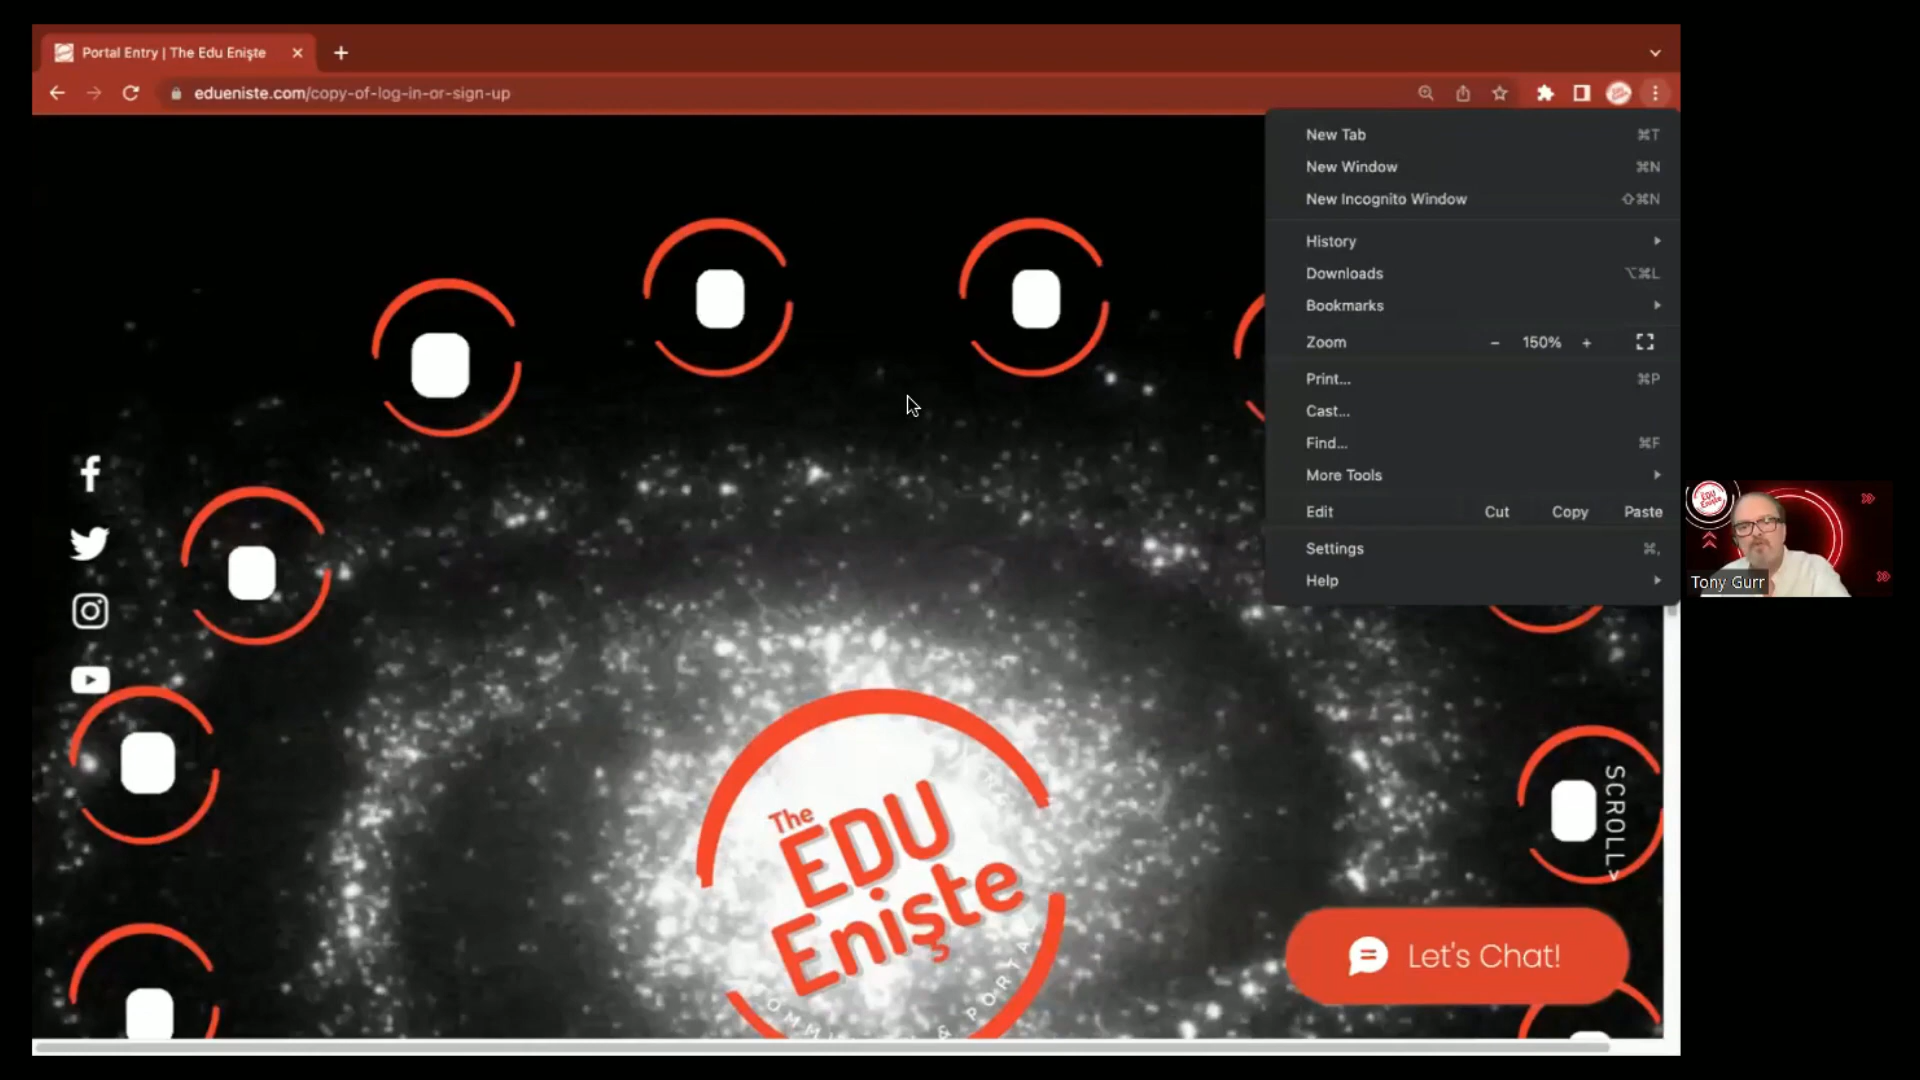 Portal Entry | The Edu Enişte
edueniste.com/copy-of-log-in-or-sign-up
New Tab ⌘T
New Window ⌘N
New Incognito Window ⇧⌘N
History
Downloads ⌥⌘L
Bookmarks
Zoom − 150% +
Print... ⌘P
Cast...
Find... ⌘F
More Tools
Edit Cut Copy Paste
Settings ⌘,
Help
EDU
Tony Gurr
SCROLL>
The
EDU
Enişte
& PORTAL
Let's Chat!